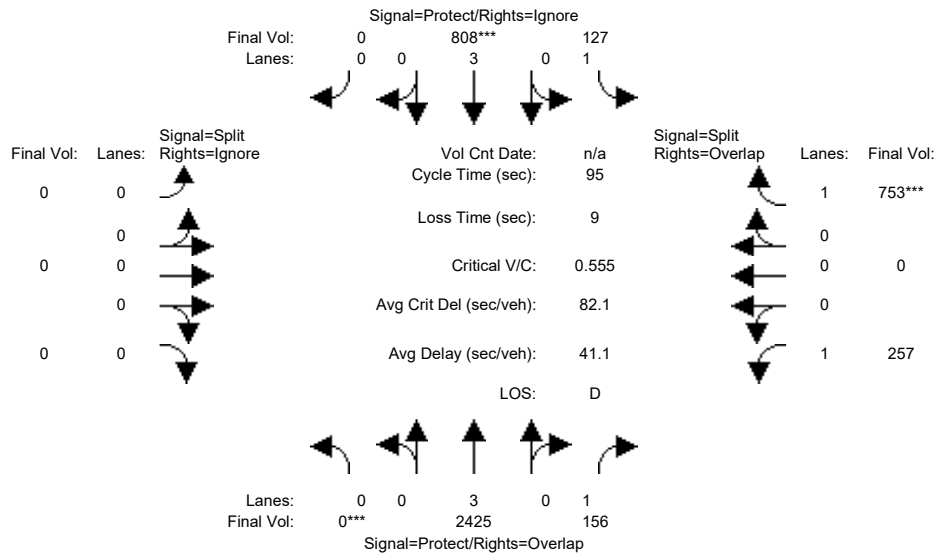 Signal=Protect/Rights=Ignore
Final Vol: 0 808*** 127
Lanes: 0 0 3 0 1
Signal=Split
Final Vol: Lanes: Rights=Ignore
Vol Cnt Date: n/a
Signal=Split
Rights=Overlap Lanes: Final Vol:
Cycle Time (sec): 95
0 0
1 753***
Loss Time (sec): 9
0
0
0 0
Critical V/C: 0.555
0 0
0
Avg Crit Del (sec/veh): 82.1
0
0 0
Avg Delay (sec/veh): 41.1
1 257
LOS: D
Lanes: 0 0 3 0 1
Final Vol: 0*** 2425 156
Signal=Protect/Rights=Overlap